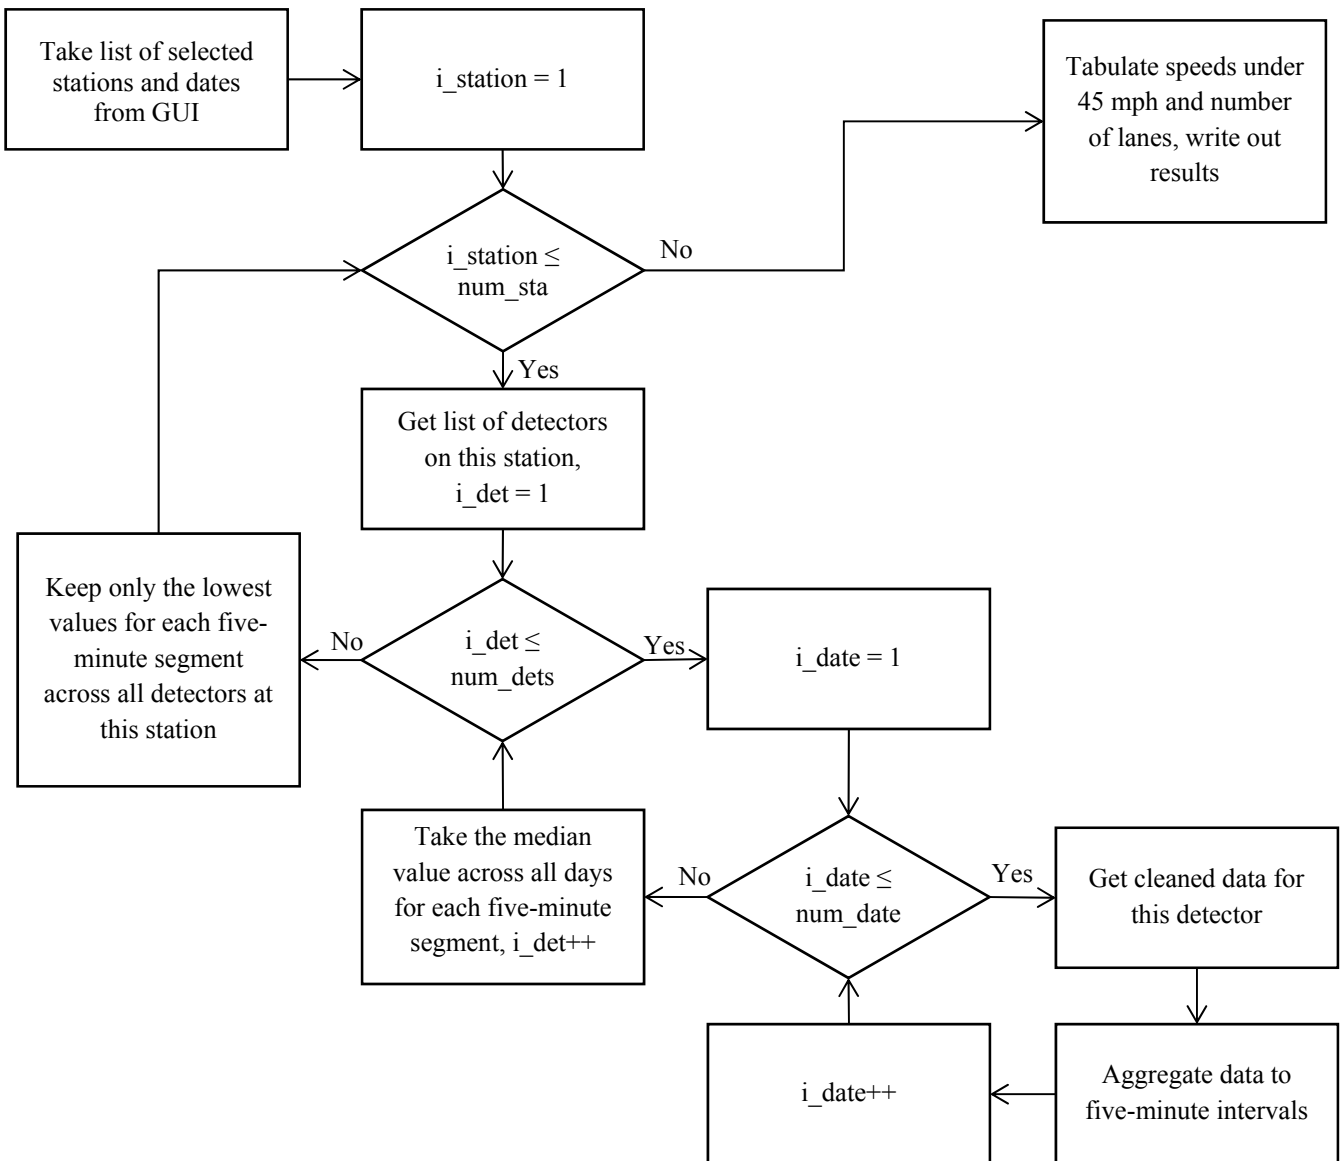 Take list of selected
stations and dates
from GUI
i_station = 1
Tabulate speeds under
45 mph and number
of lanes, write out
results
i_station ≤
num_sta
No
Yes
Get list of detectors
on this station,
i_det = 1
Keep only the lowest
values for each five-
minute segment
across all detectors at
this station
No
i_det ≤
num_dets
Yes
i_date = 1
Take the median
value across all days
for each five-minute
segment, i_det++
No
i_date ≤
num_date
Yes
Get cleaned data for
this detector
i_date++
Aggregate data to
five-minute intervals